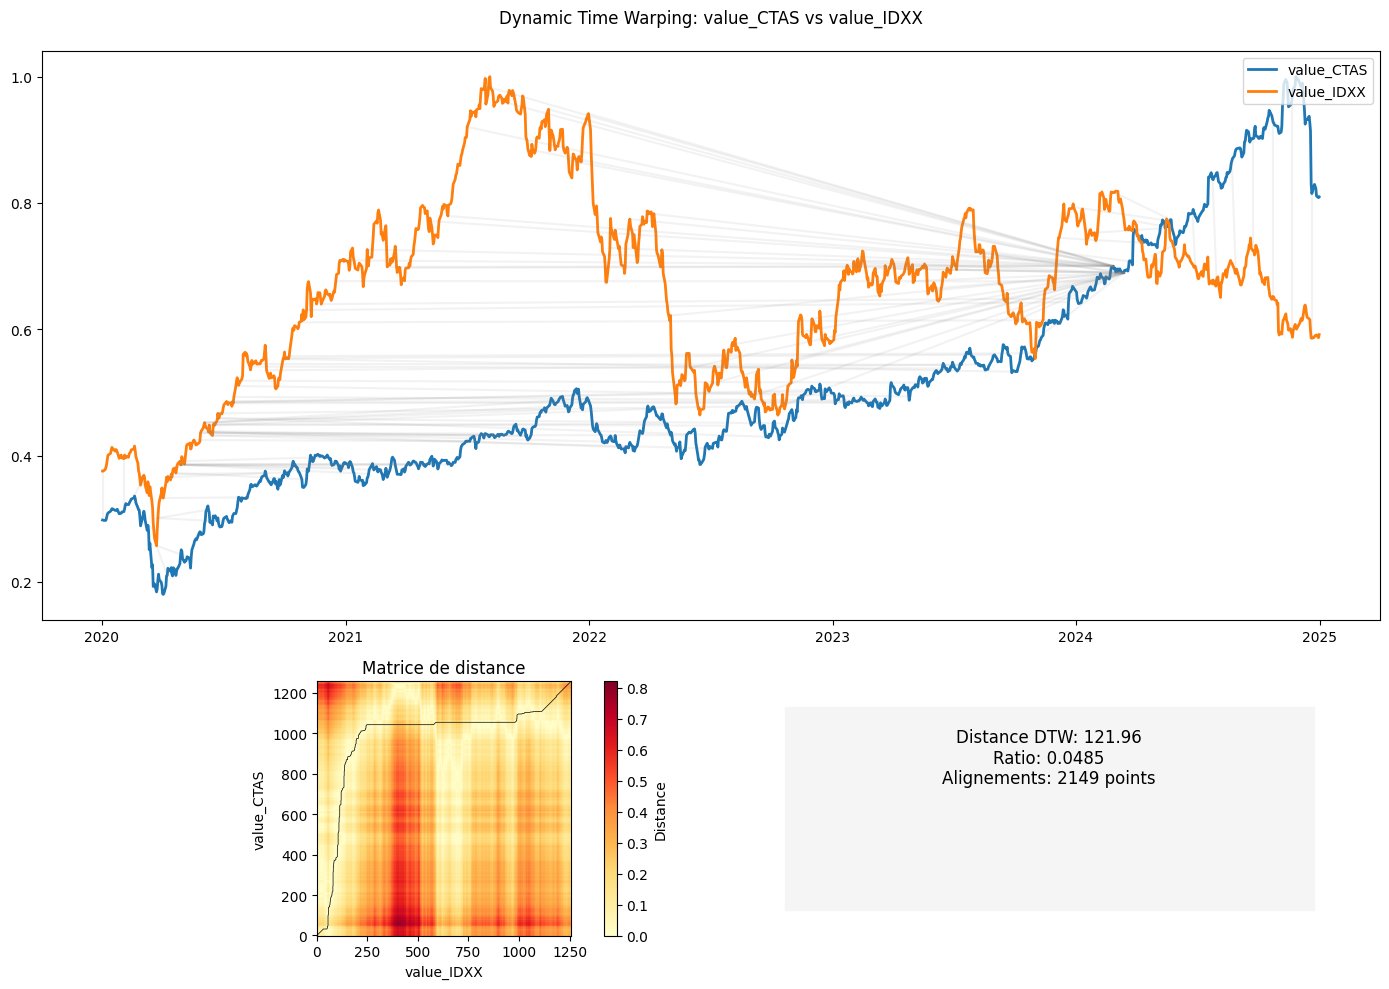 Dynamic Time Warping: value_CTAS vs value_IDXX
value_CTAS
value_IDXX
1.0
0.8
0.6
0.4
0.2
2020 2021 2022 2023 2024 2025
Matrice de distance
1200
1000
800
600
400
200
0
value_CTAS
0 250 500 750 1000 1250
value_IDXX
0.8
0.7
0.6
0.5
0.4
0.3
0.2
0.1
0.0
Distance
Distance DTW: 121.96
Ratio: 0.0485
Alignements: 2149 points